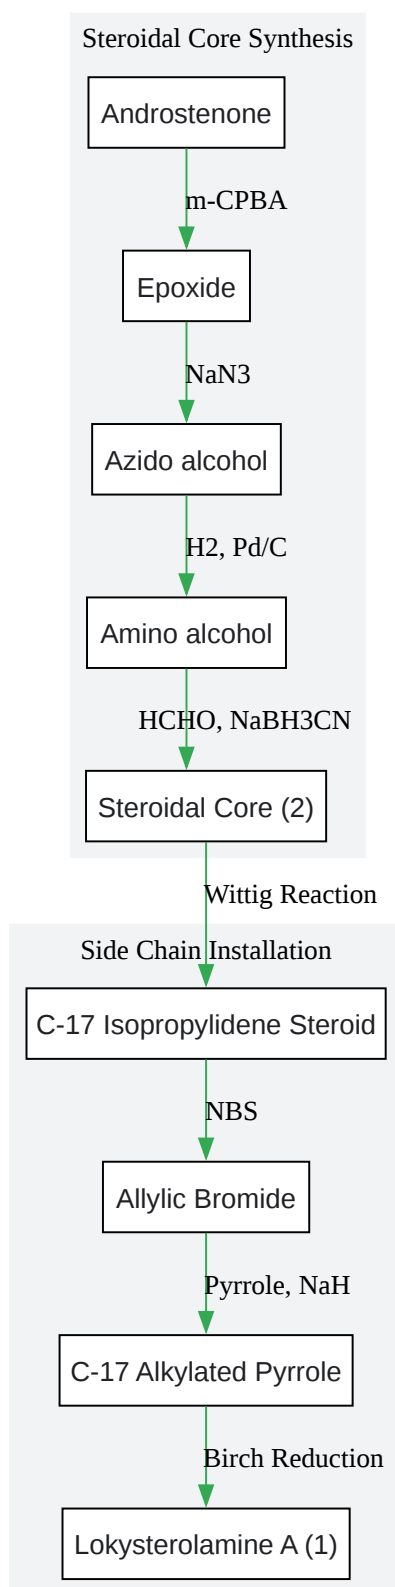 Steroidal Core Synthesis
Androstenone
m-CPBA
Epoxide
NaN3
Azido alcohol
H2, Pd/C
Amino alcohol
HCHO, NaBH3CN
Steroidal Core (2)
Wittig Reaction
Side Chain Installation
C-17 Isopropylidene Steroid
NBS
Allylic Bromide
Pyrrole, NaH
C-17 Alkylated Pyrrole
Birch Reduction
Lokysterolamine A (1)